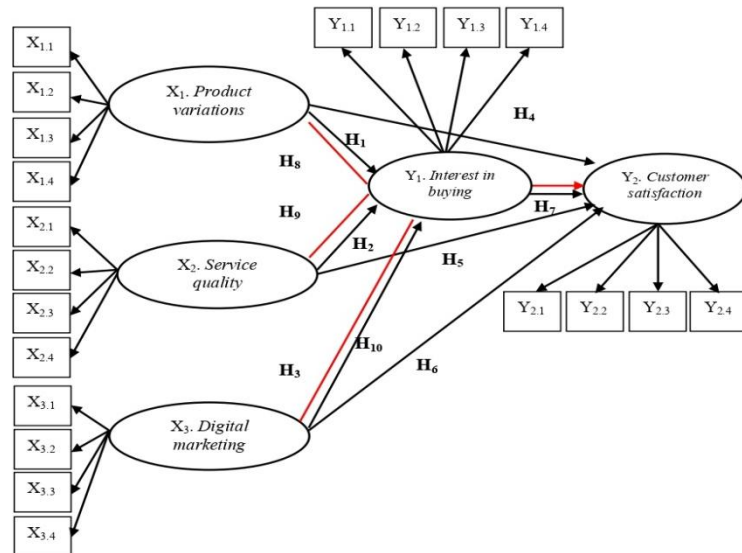 Y1.1
Y1.2
Y1.3
Y1.4
X1.1
X1.2
X1.3
X1.4
X1. Product
variations
H4
H1
H8
Y1. Interest in
buying
Y2. Customer
satisfaction
H7
H9
X2.1
X2.2
X2.3
X2.4
X2. Service
quality
H2
H5
Y2.1
Y2.2
Y2.3
Y2.4
H10
H3
H6
X3.1
X3.2
X3.3
X3.4
X3. Digital
marketing